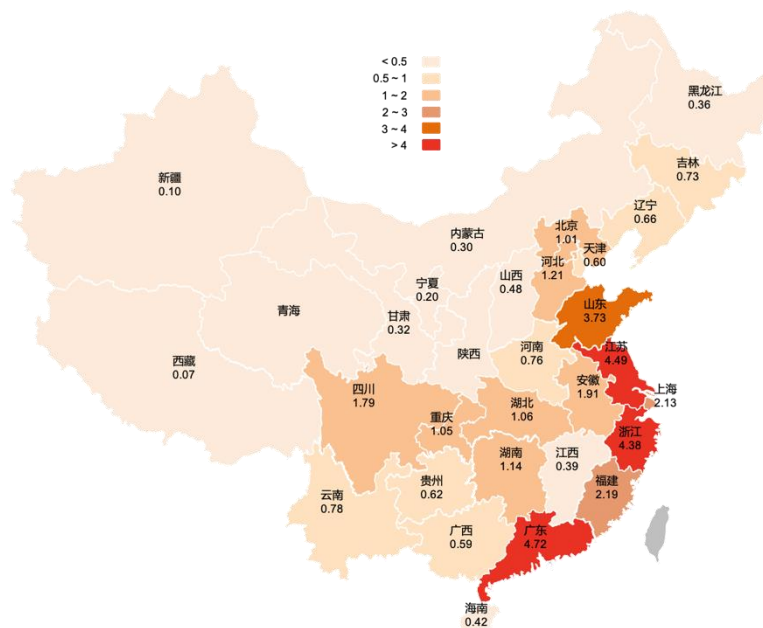 < 0.5
0.5 ~ 1
1 ~ 2
2 ~ 3
3 ~ 4
> 4
黑龙江
0.36
吉林
0.73
辽宁
0.66
新疆
0.10
内蒙古
0.30
北京
1.01
天津
0.60
河北
1.21
山西
0.48
宁夏
0.20
山东
3.73
青海
甘肃
0.32
西藏
0.07
陕西
河南
0.76
江苏
4.49
安徽
1.91
上海
2.13
四川
1.79
重庆
1.05
湖北
1.06
浙江
4.38
湖南
1.14
江西
0.39
贵州
0.62
福建
2.19
云南
0.78
广西
0.59
广东
4.72
海南
0.42